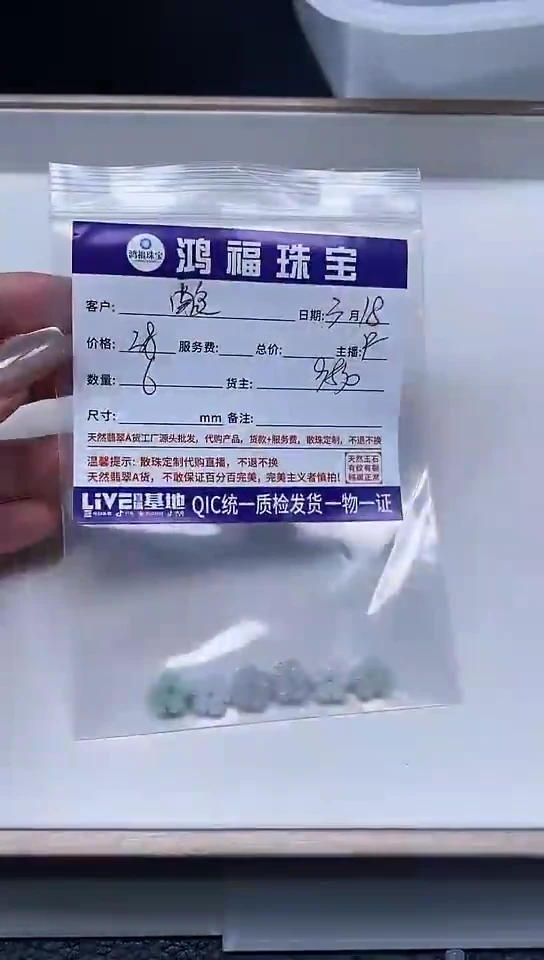 鸿福珠宝 鸿福珠宝
客户: 日期: 3月18
价格: 28 服务费: 总价: 主播:
数量: 6 货主:
尺寸: mm 备注:
天然翡翠A货工厂源头批发，代购产品，货款+服务费，散珠定制，不退不换
温馨提示：散珠定制代购直播，不退不换
天然翡翠A货，不敢保证百分百完美，完美主义者慎拍!
天然玉石
有纹有裂
纯属正常
LIVE 基地 QIC统一质检发货一物一证